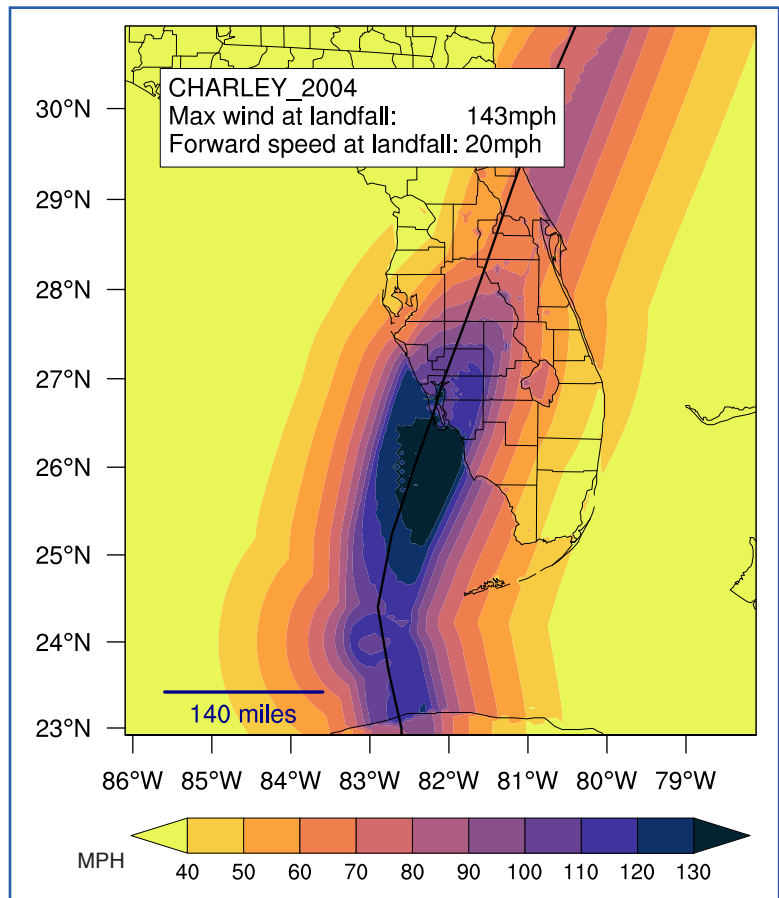 CHARLEY_2004
Max wind at landfall: 143mph
Forward speed at landfall: 20mph
30°N
29°N
28°N
27°N
26°N
25°N
24°N
23°N
140 miles
86°W 85°W 84°W 83°W 82°W 81°W 80°W 79°W
MPH
40 50 60 70 80 90 100 110 120 130